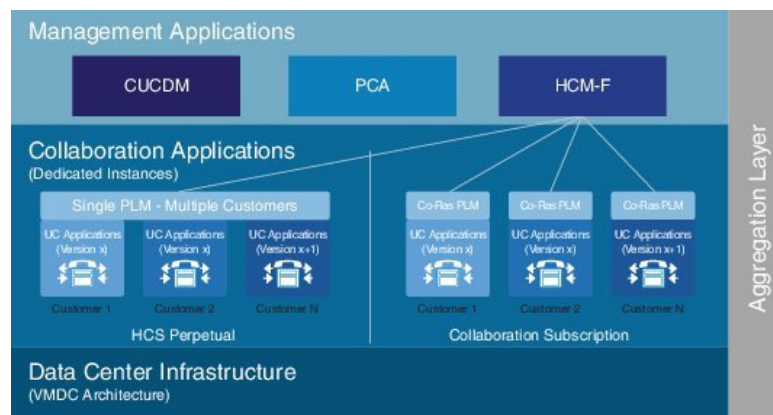 Management Applications
CUCDM
PCA
HCM-F
Collaboration Applications
(Dedicated Instances)
Single PLM - Multiple Customers
UC Applications
(Version x)
UC Applications
(Version x)
UC Applications
(Version x+1)
Customer 1
Customer 2
Customer N
HCS Perpetual
Co-Ras PLM
Co-Ras PLM
Co-Ras PLM
UC Applications
(Version x)
UC Applications
(Version x)
UC Applications
(Version x+1)
Customer 1
Customer 2
Customer N
Collaboration Subscription
Data Center Infrastructure
(VMDC Architecture)
Aggregation Layer